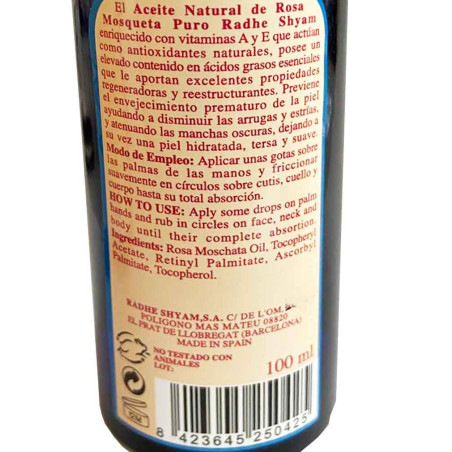 El Aceite Natural de Rosa
Mosqueta Puro Radhe Shyam
enriquecido con vitaminas A y E que actúan
como antioxidantes naturales, posee un
elevado contenido en ácidos grasos esenciales
que le aportan excelentes propiedades
regeneradoras y reestructurantes. Previene
el envejecimiento prematuro de la piel
ayudando a disminuir las arrugas y estrías,
y atenuando las manchas oscuras, dejando a
su vez una piel hidratada, tersa y suave.
Modo de Empleo: Aplicar unas gotas sobre
las palmas de las manos y friccionar
suavemente en círculos sobre cutis, cuello y
cuerpo hasta su total absorción.
HOW TO USE: Aply some drops on palm
hands and rub in circles on face, neck and
body until their complete absortion.
Ingredients: Rosa Moschata Oil, Tocopheryl
Acetate, Retinyl Palmitate, Ascorbyl
Palmitate, Tocopherol.
RADHE SHYAM,S.A. C/ DE L'OM,
POLIGONO MAS MATEU 08820
EL PRAT DE LLOBREGAT (BARCELONA)
MADE IN SPAIN
NO TESTADO CON
ANIMALES
LOT:
100 ml
8 423645 250425